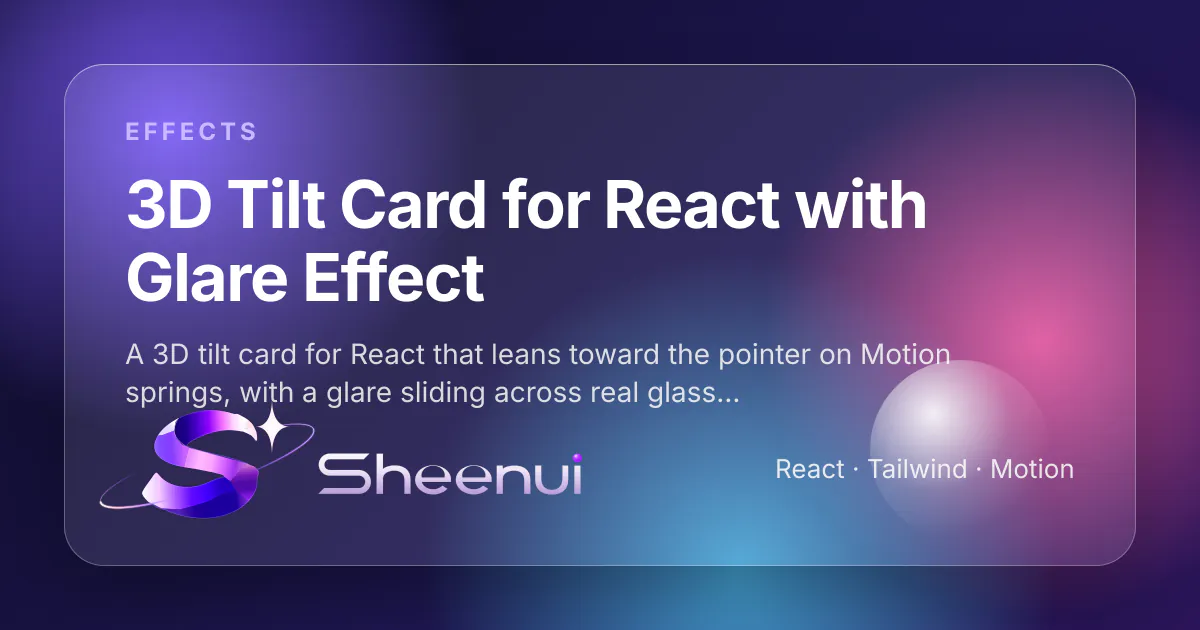 EFFECTS
3D Tilt Card for React with
Glare Effect
A 3D tilt card for React that leans toward the pointer on Motion
springs, with a glare sliding across real glass...
Sheenui
React · Tailwind · Motion